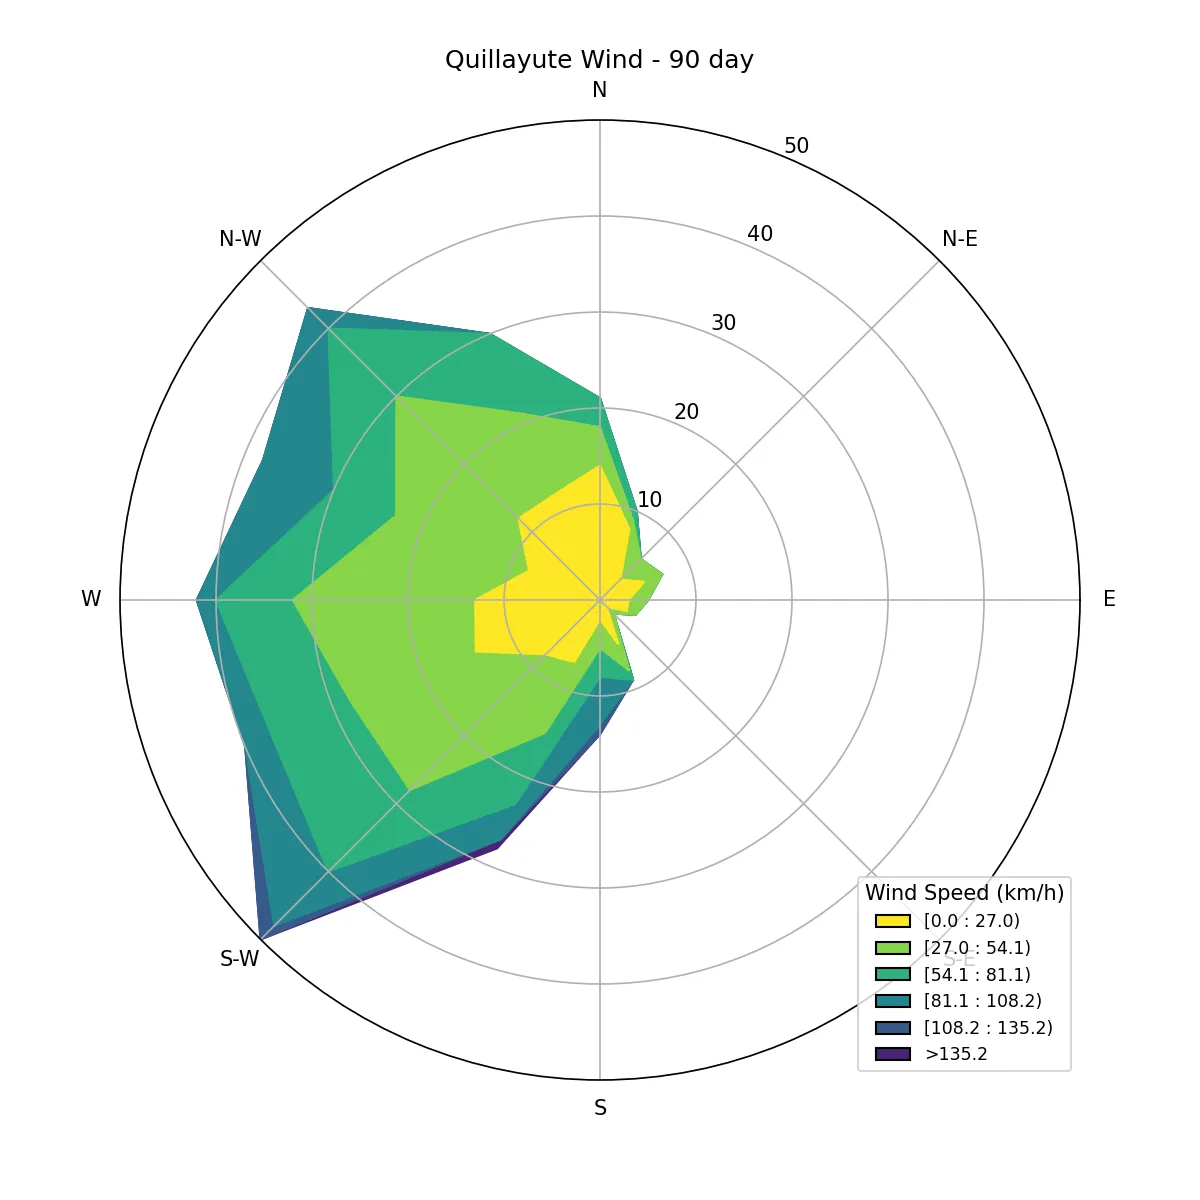 Quillayute Wind - 90 day
N
50
N-W
40
N-E
30
20
10
W
E
Wind Speed (km/h)
[0.0 : 27.0)
[27.0 : 54.1)
S-W
S-E
[54.1 : 81.1)
[81.1 : 108.2)
[108.2 : 135.2)
>135.2
S